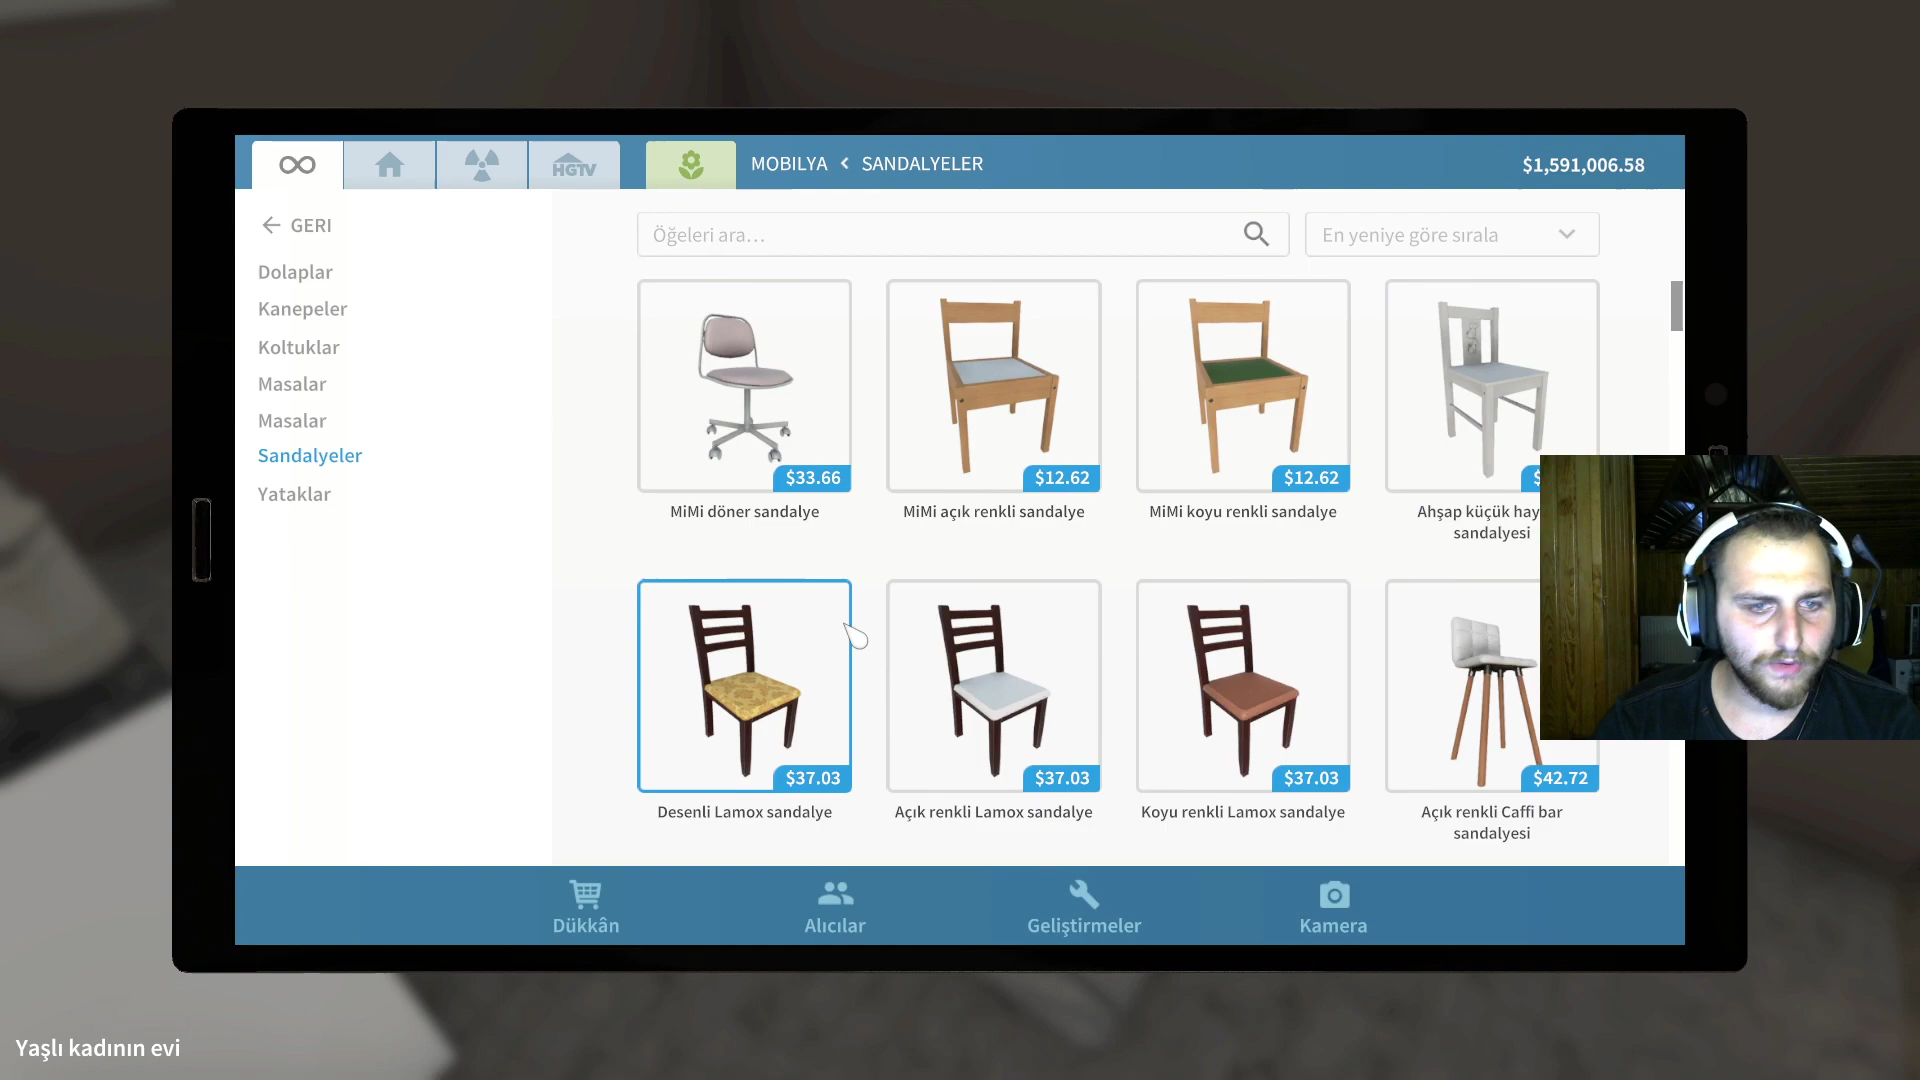 HGTV
MOBILYA < SANDALYELER
$1,591,006.58
GERI
Öğeleri ara...
En yeniye göre sırala
Dolaplar
Kanepeler
Koltuklar
Masalar
Masalar
Sandalyeler
Yataklar
$33.66
$12.62
$12.62
$
MiMi döner sandalye
MiMi açık renkli sandalye
MiMi koyu renkli sandalye
Ahşap küçük hay
sandalyesi
$37.03
$37.03
$37.03
$42.72
Desenli Lamox sandalye
Açık renkli Lamox sandalye
Koyu renkli Lamox sandalye
Açık renkli Caffi bar
sandalyesi
Dükkân
Alıcılar
Geliştirmeler
Kamera
Yaşlı kadının evi